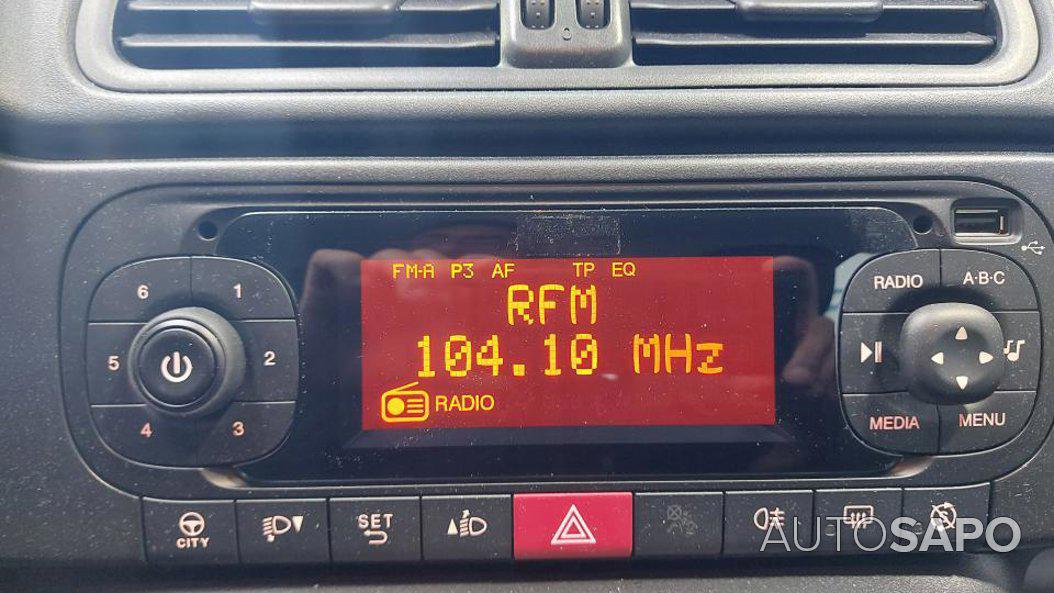 FM-A P3 AF TP EQ
RFM
104.10 MHz
RADIO
6 1
5 2
4 3
RADIO A·B·C
MEDIA MENU
CITY
SET
AUTOSAPO